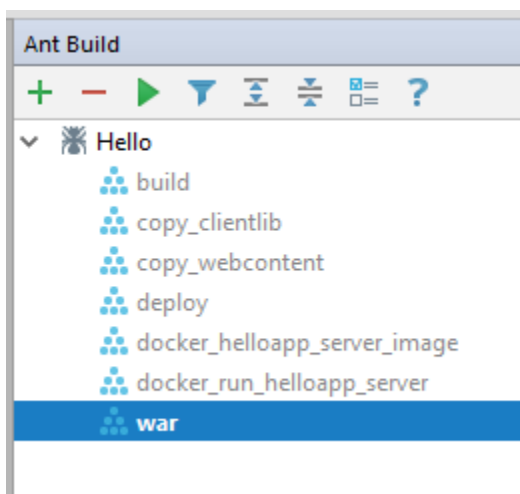 Ant Build
?
Hello
build
copy_clientlib
copy_webcontent
deploy
docker_helloapp_server_image
docker_run_helloapp_server
war